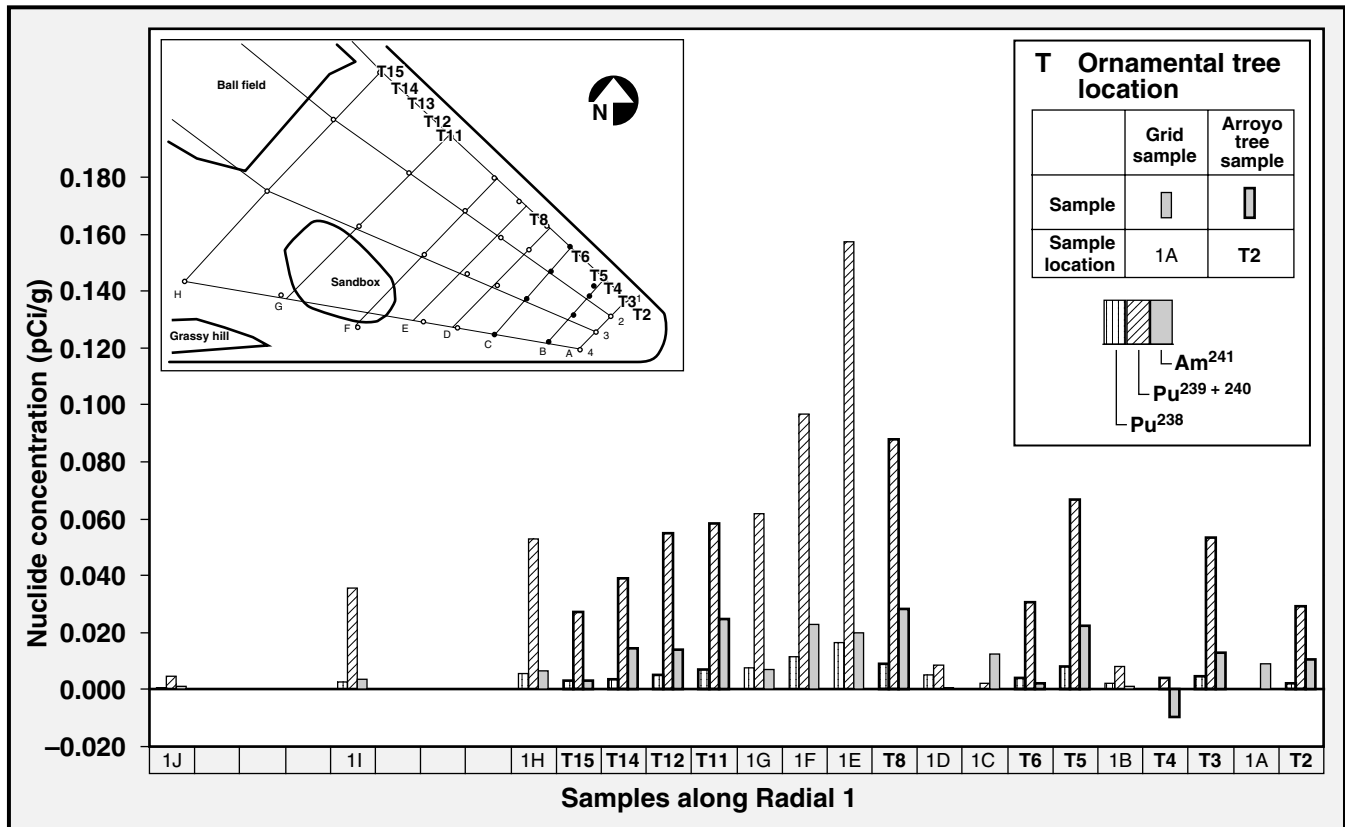 T Ornamental tree
location
Grid
sample
Arroyo
tree
sample
Sample
Sample
location
1A
T2
Am241
Pu239 + 240
Pu238
Ball field
N
T15
T14
T13
T12
T11
T8
T6
T5
T4
T3
1
T2
2
3
4
H
G
F
E
D
C
B
A
Sandbox
Grassy hill
Nuclide concentration (pCi/g)
0.180
0.160
0.140
0.120
0.100
0.080
0.060
0.040
0.020
0.000
–0.020
1J 1I 1H T15 T14 T12 T11 1G 1F 1E T8 1D 1C T6 T5 1B T4 T3 1A T2
Samples along Radial 1